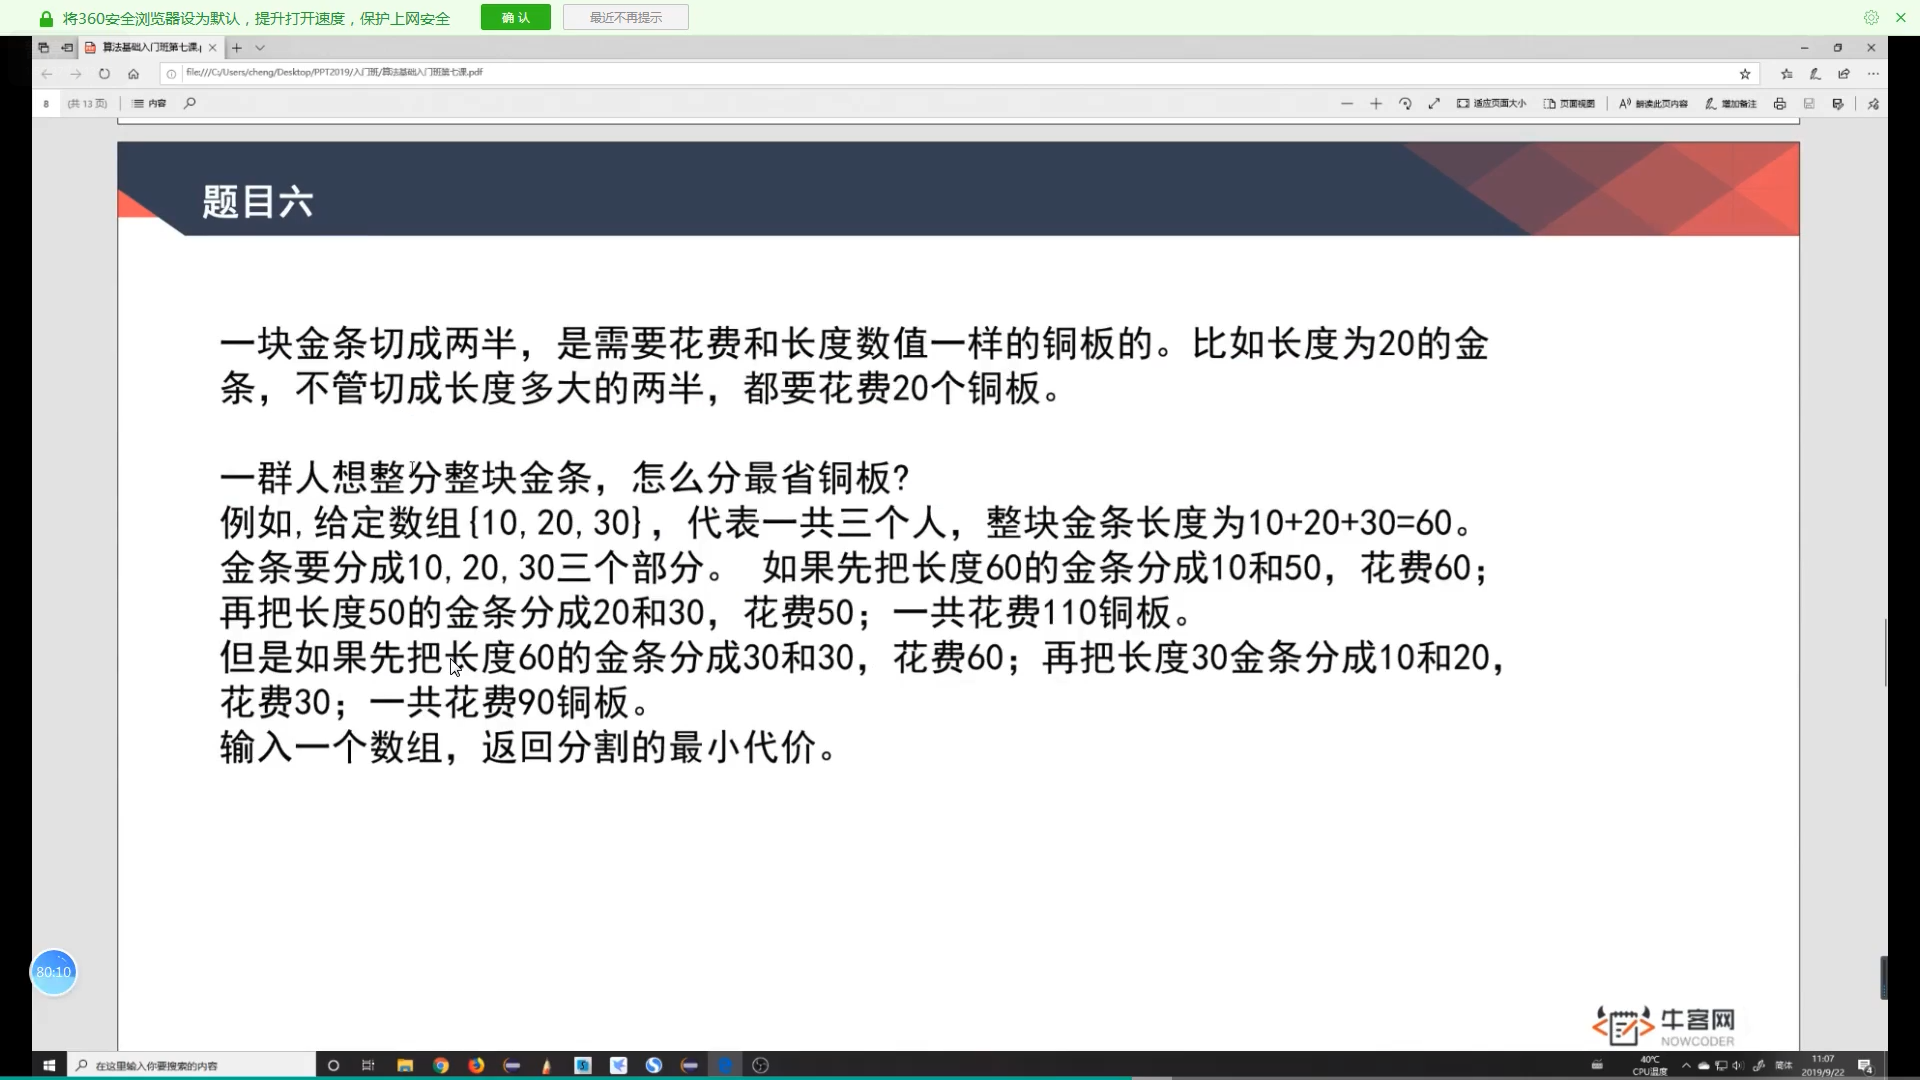 将360安全浏览器设为默认，提升打开速度，保护上网安全
确 认
最近不再提示
算法基础入门班第七课.p
file:///C:/Users/cheng/Desktop/PPT2019/入门班/算法基础入门班第七课.pdf
8 (共 13 页) 内容
适应页面大小 页面视图 朗读此页内容 增加备注
题目六
一块金条切成两半，是需要花费和长度数值一样的铜板的。比如长度为20的金
条，不管切成长度多大的两半，都要花费20个铜板。
一群人想整分整块金条，怎么分最省铜板?
例如,给定数组{10,20,30}，代表一共三个人，整块金条长度为10+20+30=60。
金条要分成10,20,30三个部分。 如果先把长度60的金条分成10和50，花费60；
再把长度50的金条分成20和30，花费50；一共花费110铜板。
但是如果先把长度60的金条分成30和30，花费60；再把长度30金条分成10和20，
花费30；一共花费90铜板。
输入一个数组，返回分割的最小代价。
80:10
牛客网
NOWCODER
在这里输入你要搜索的内容
40℃
CPU温度
简体
11:07
2019/9/22